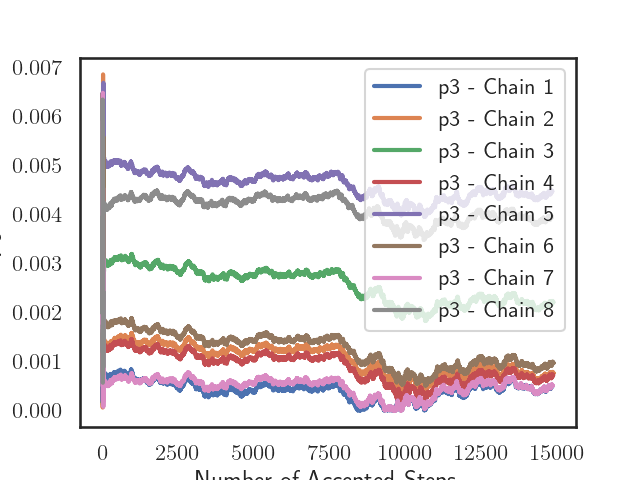 0.007
0.006
0.005
0.004
0.003
0.002
0.001
0.000
p3 - Chain 1
p3 - Chain 2
p3 - Chain 3
p3 - Chain 4
p3 - Chain 5
p3 - Chain 6
p3 - Chain 7
p3 - Chain 8
0 2500 5000 7500 10000 12500 15000
Number of Accepted Steps